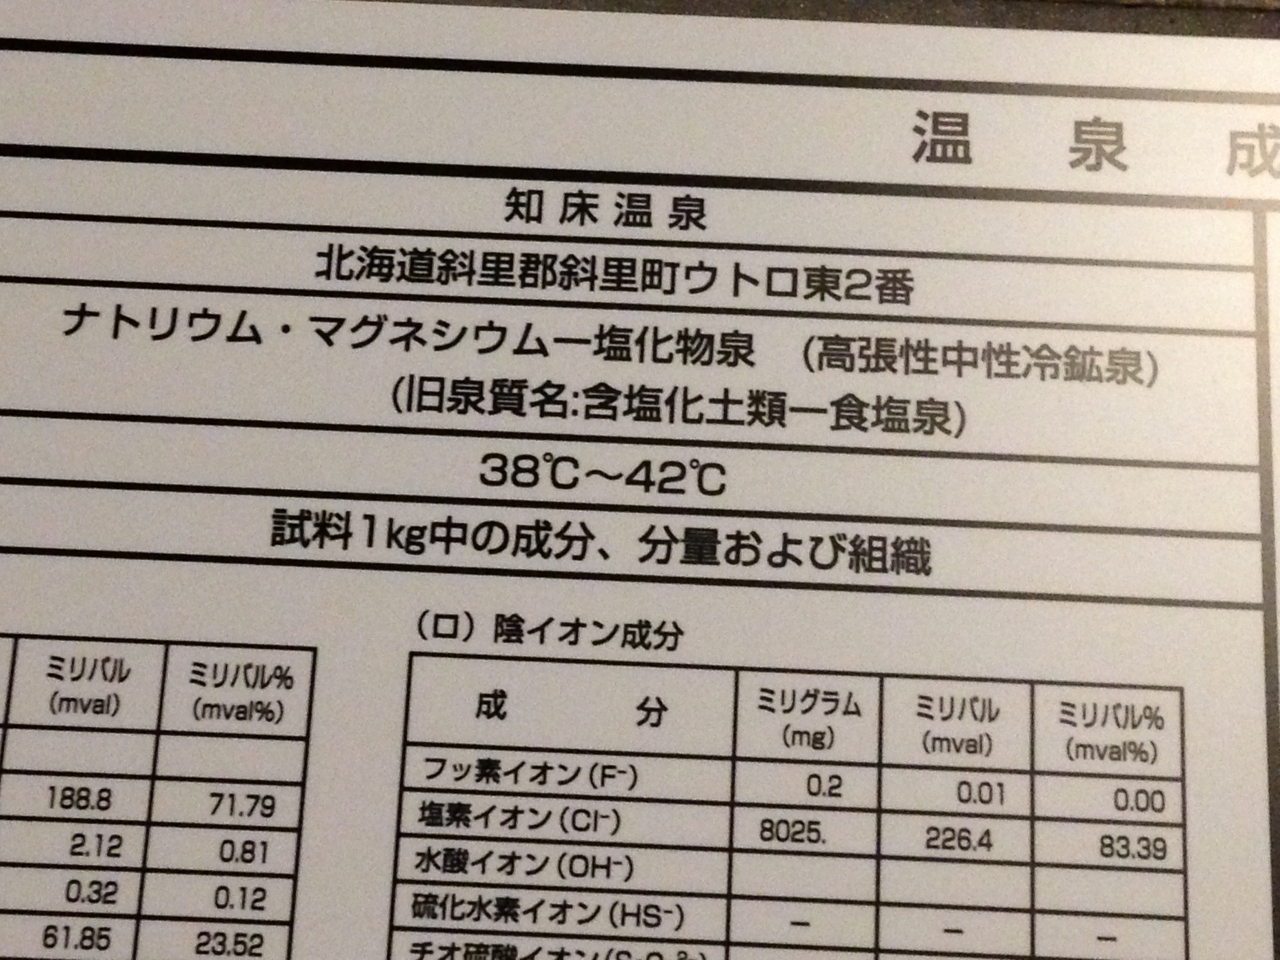 温泉成
知床温泉
北海道斜里郡斜里町ウトロ東2番
ナトリウム・マグネシウムー塩化物泉 (高張性中性冷鉱泉)
(旧泉質名:含塩化土類一食塩泉)
38℃～42℃
試料1kg中の成分、分量および組織
ミリバル ミリバル%
(mval) (mval%)
188.8 71.79
2.12 0.81
0.32 0.12
61.85 23.52
(ロ) 陰イオン成分
成分 ミリグラム ミリバル ミリバル%
(mg) (mval) (mval%)
フッ素イオン(F⁻) 0.2 0.01 0.00
塩素イオン(Cl⁻) 8025. 226.4 83.39
水酸イオン(OH⁻)
硫化水素イオン(HS⁻) － － －
チオ硫酸イオン